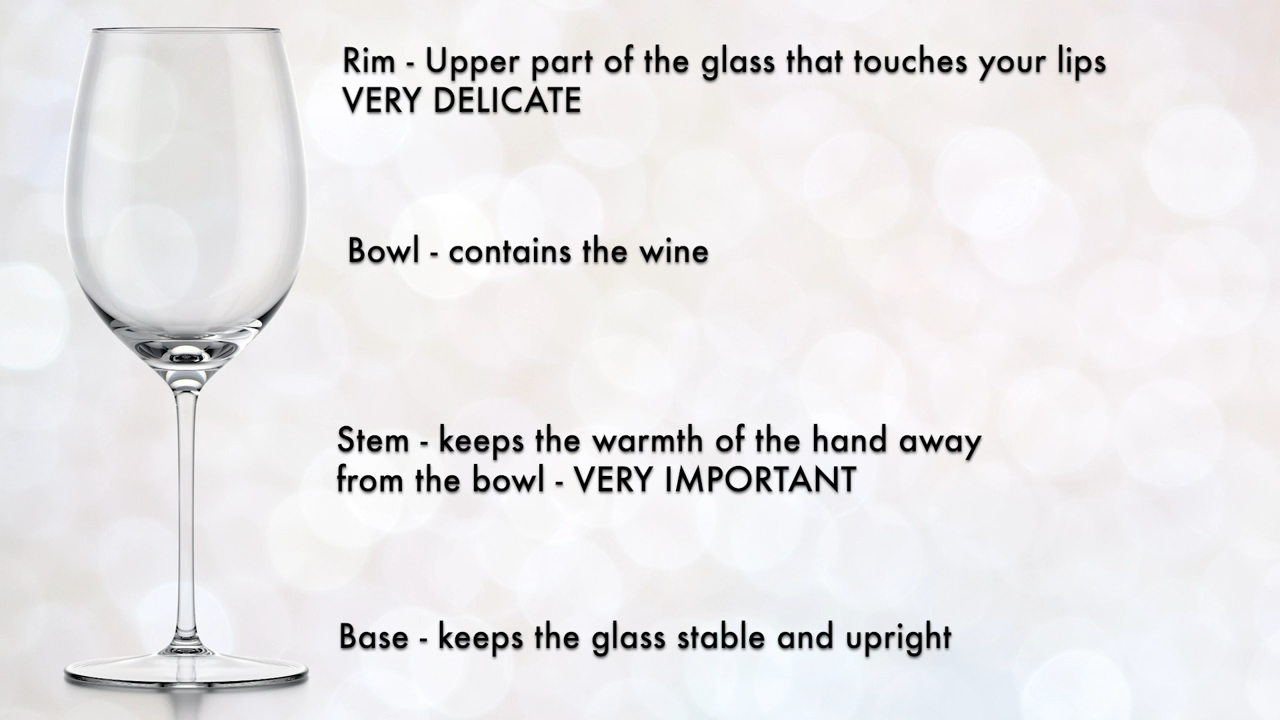 Rim - Upper part of the glass that touches your lips
VERY DELICATE
Bowl - contains the wine
Stem - keeps the warmth of the hand away
from the bowl - VERY IMPORTANT
Base - keeps the glass stable and upright